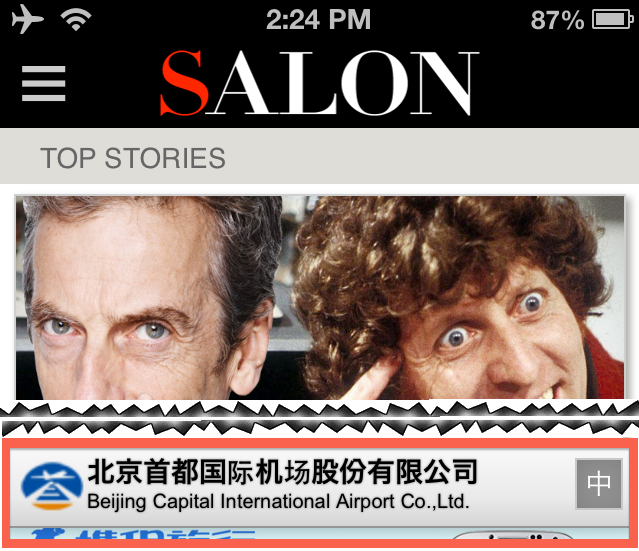 2:24 PM
87%
SALON
TOP STORIES
北京首都国际机场股份有限公司
Beijing Capital International Airport Co.,Ltd.
中